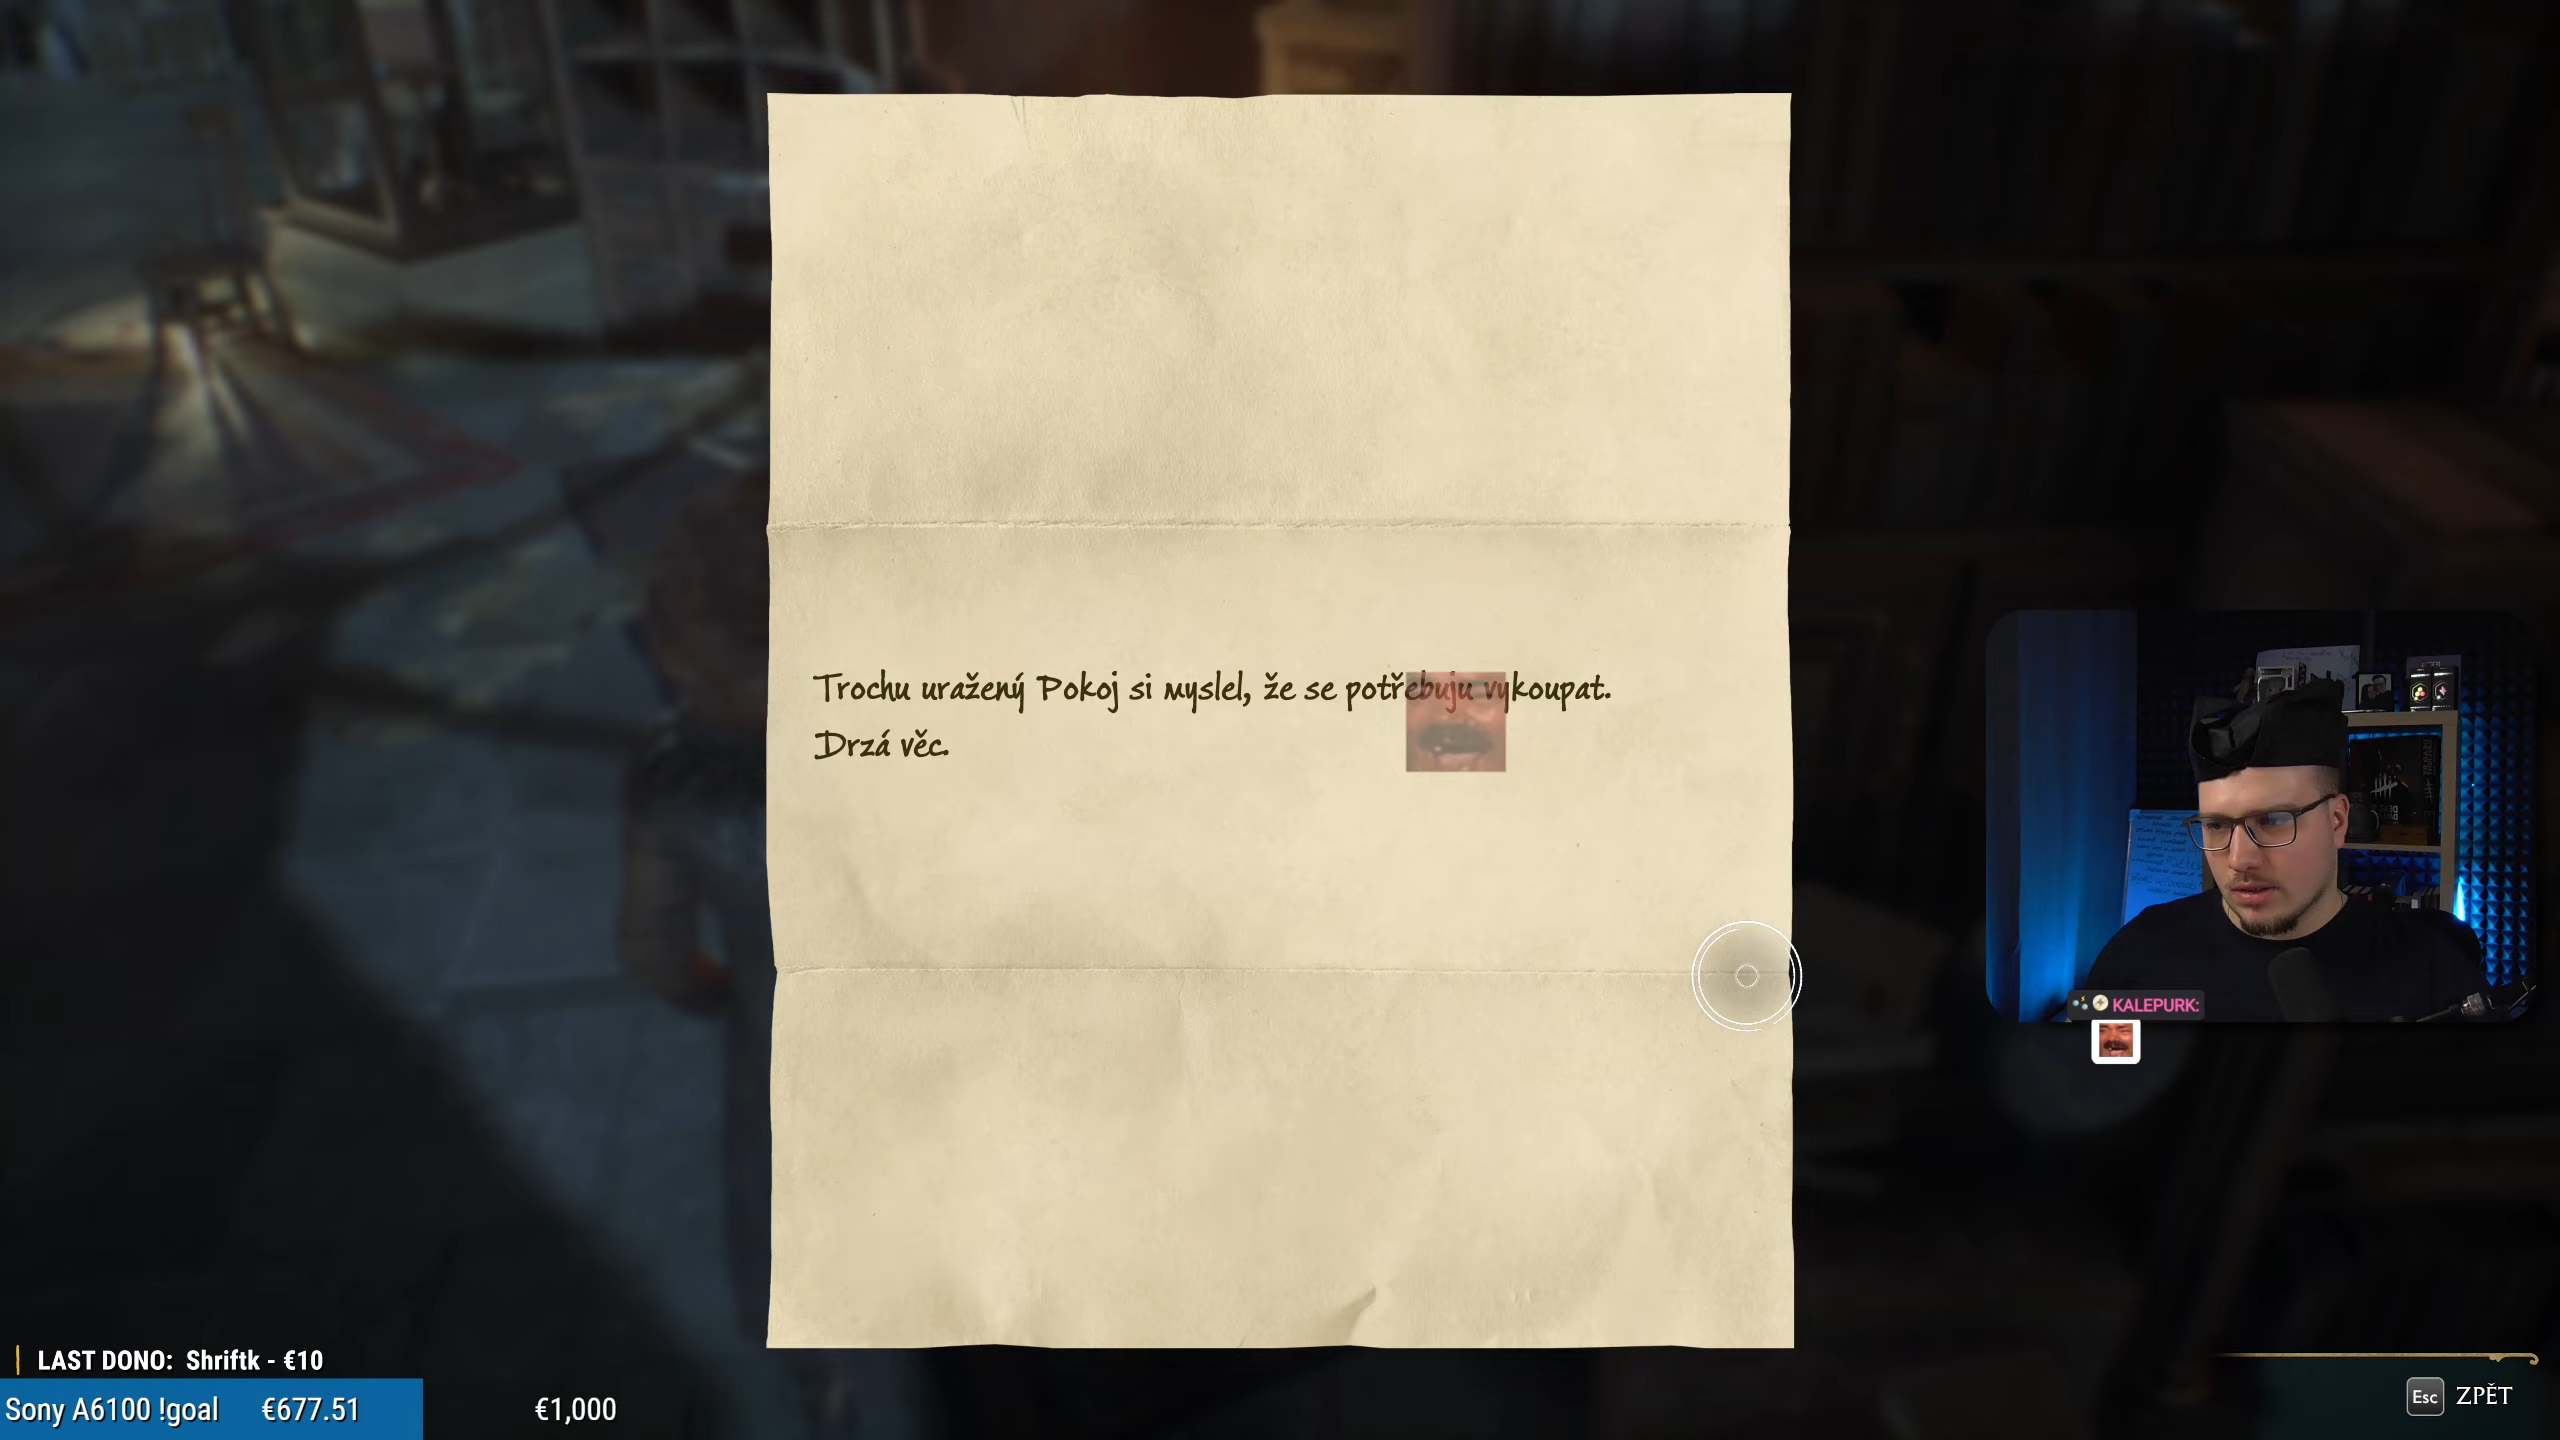 Trochu uražený Pokoj si myslel, že se potřebuju vykoupat.
Drzá věc.
KALEPURK:
LAST DONO: Shriftk - €10
Sony A6100 !goal €677.51 €1,000
Esc ZPĚT